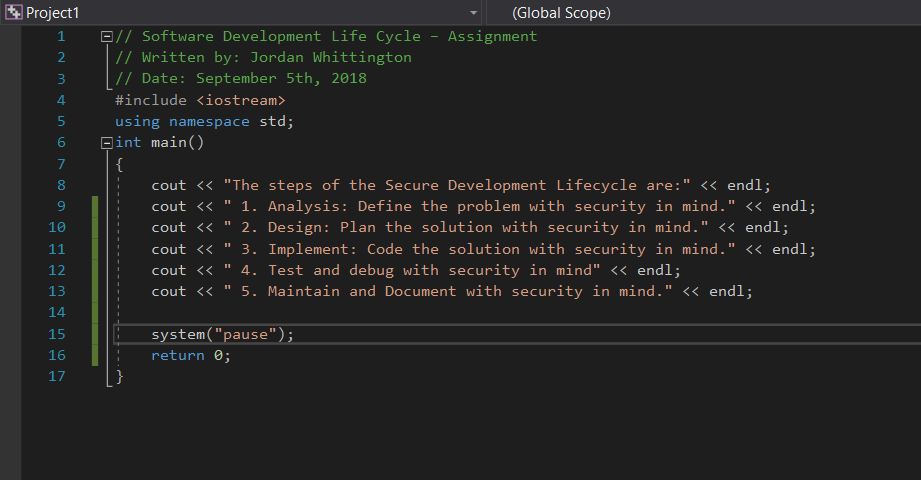 Project1 (Global Scope)
1 // Software Development Life Cycle – Assignment
2 // Written by: Jordan Whittington
3 // Date: September 5th, 2018
4 #include <iostream>
5 using namespace std;
6 int main()
7 {
8 cout << "The steps of the Secure Development Lifecycle are:" << endl;
9 cout << " 1. Analysis: Define the problem with security in mind." << endl;
10 cout << " 2. Design: Plan the solution with security in mind." << endl;
11 cout << " 3. Implement: Code the solution with security in mind." << endl;
12 cout << " 4. Test and debug with security in mind" << endl;
13 cout << " 5. Maintain and Document with security in mind." << endl;
14
15 system("pause");
16 return 0;
17 }